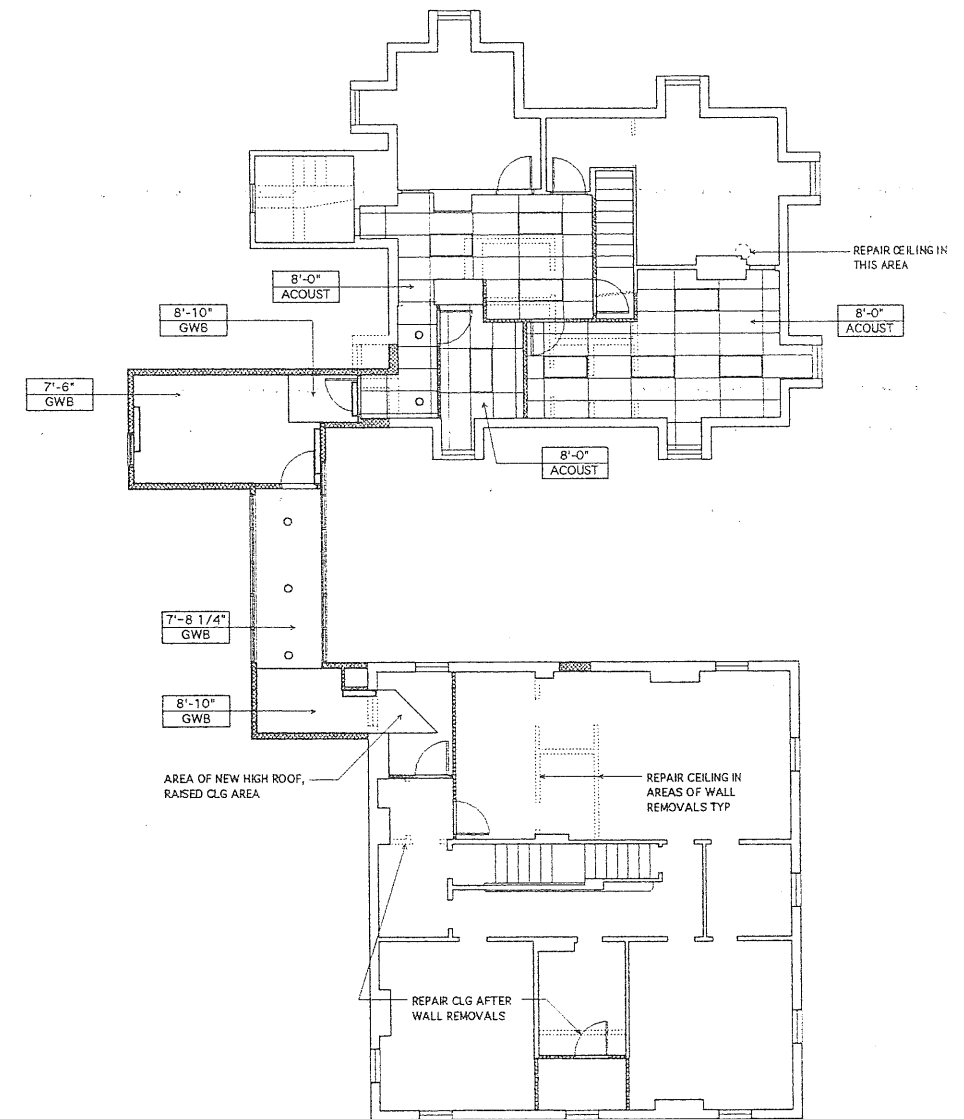 REPAIR CEILING IN
THIS AREA
8'-0"
ACOUST
8'-10"
GWB
8'-0"
ACOUST
7'-6"
GWB
8'-0"
ACOUST
7'-8 1/4"
GWB
8'-10"
GWB
AREA OF NEW HIGH ROOF,
RAISED CLG AREA
REPAIR CEILING IN
AREAS OF WALL
REMOVALS TYP
REPAIR CLG AFTER
WALL REMOVALS